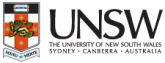 UNSW
THE UNIVERSITY OF NEW SOUTH WALES
SYDNEY • CANBERRA • AUSTRALIA